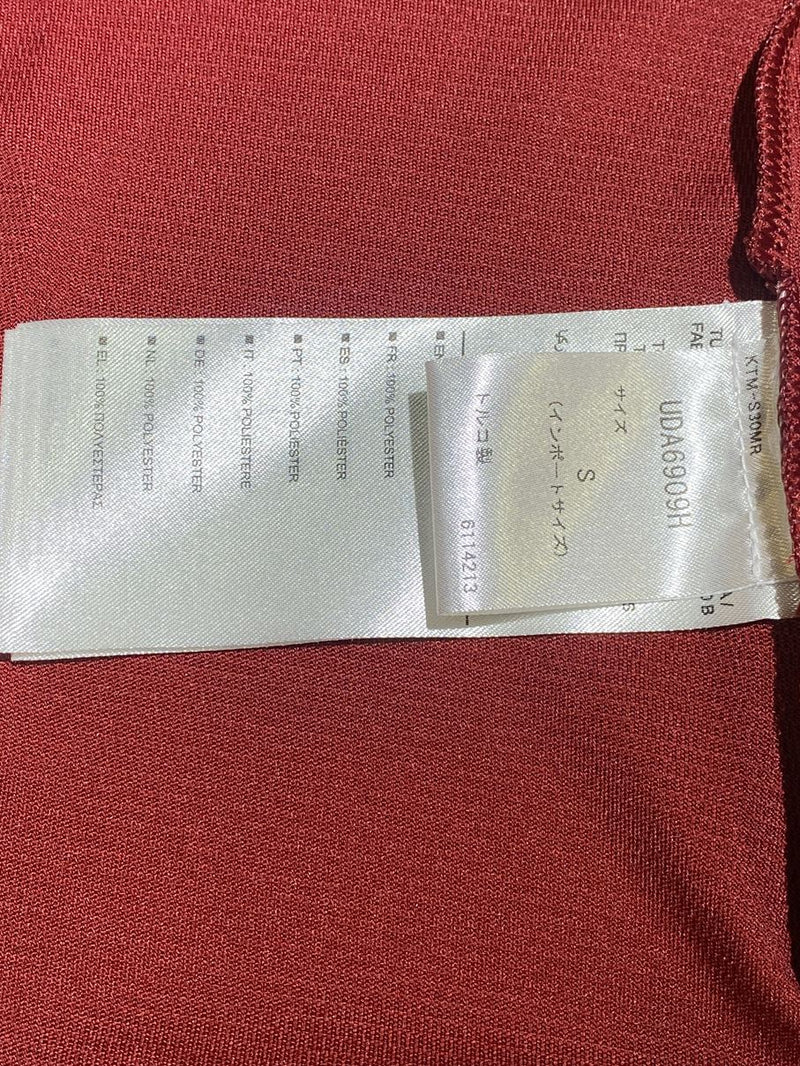 KTM-S30MR
UDA6909H
サイズ
S
(インポートサイズ)
トルコ製
6114213
FR : 100% POLYESTER
ES : 100% POLIÉSTER
PT : 100% POLIÉSTER
IT : 100% POLIESTERE
DE : 100% POLYESTER
NL : 100% POLYESTER
EL : 100% ΠΟΛΥΕΣΤΕΡΑΣ